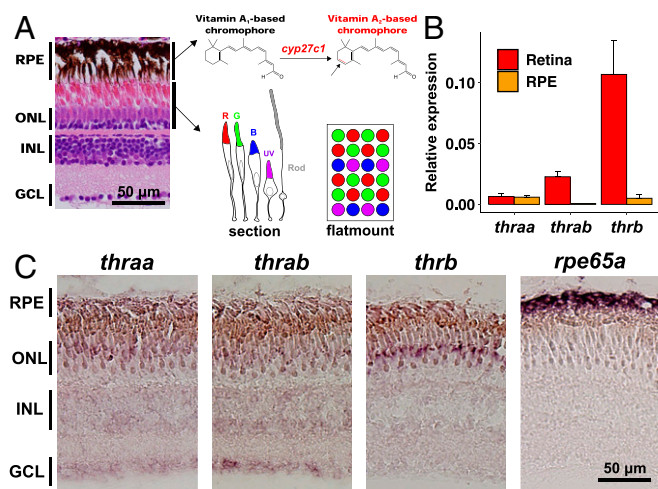 A
RPE
ONL
INL
GCL
50 µm
Vitamin A₁-based
chromophore
cyp27c1
Vitamin A₂-based
chromophore
O
O
R
G
B
UV
Rod
section
flatmount
B
Relative expression
0.10
0.05
0.00
Retina
RPE
thraa
thrab
thrb
C
thraa
thrab
thrb
rpe65a
RPE
ONL
INL
GCL
50 µm